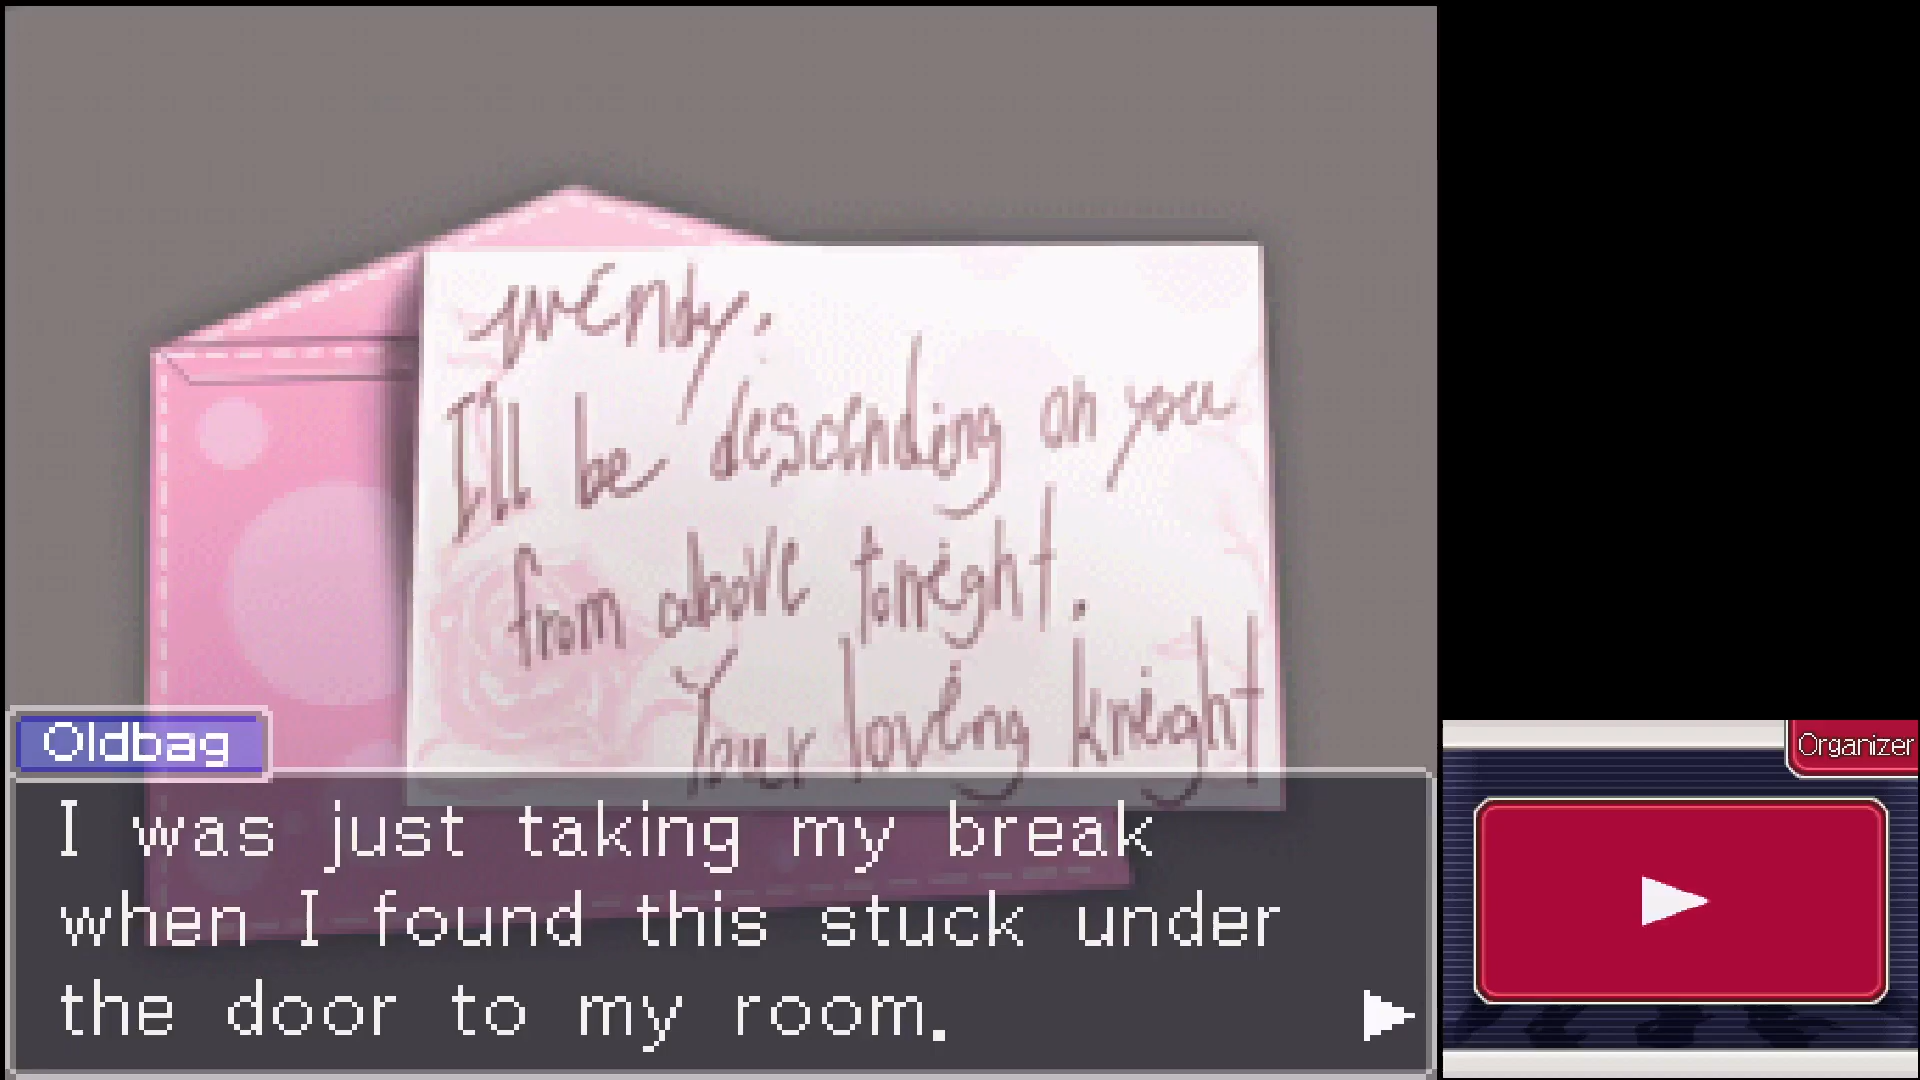 Wendy,
I'll be descending on you
from above tonight.
Your loving knight
Oldbag
I was just taking my break
when I found this stuck under
the door to my room.
Organizer